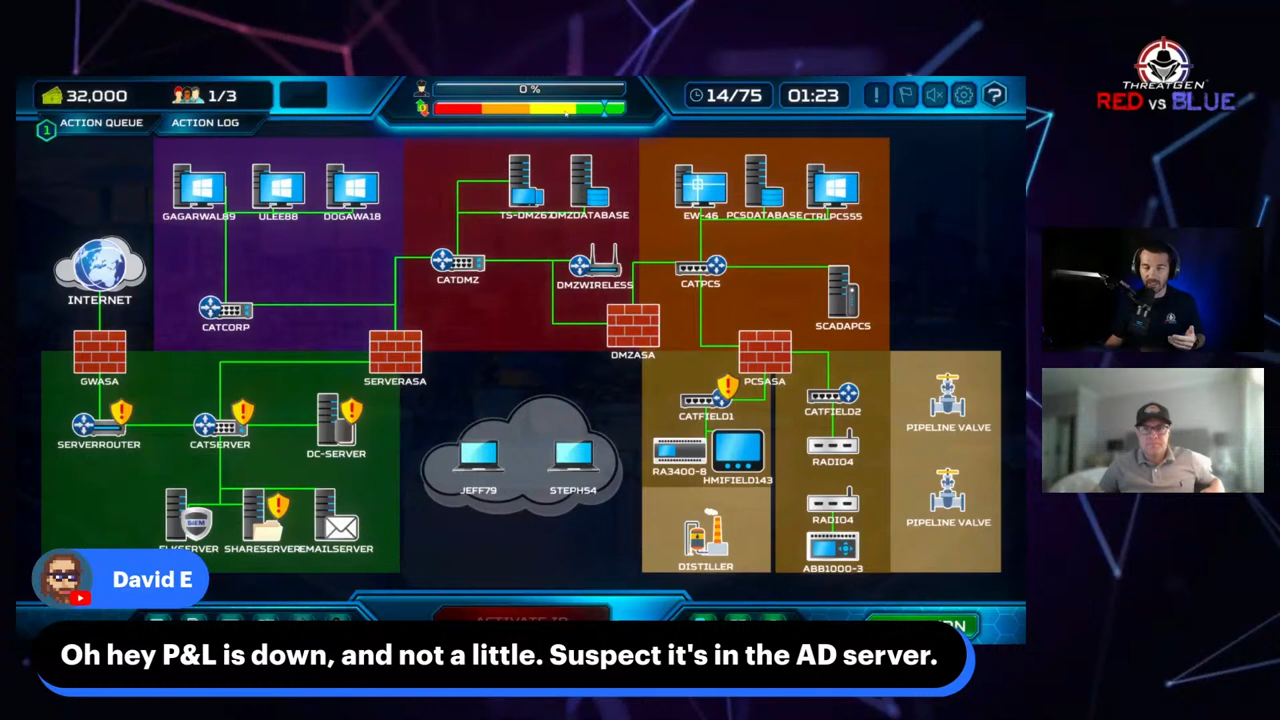 32,000
1/3
0 %
14/75
01:23
THREATGEN
RED vs BLUE
1
ACTION QUEUE
ACTION LOG
GAGARWAL89
ULEE88
DOGAWA18
DMZDATABASE
EW-46
PCSDATABASE
CTRLPCS55
INTERNET
CATDMZ
DMZWIRELESS
CATPCS
CATCORP
SCADAPCS
DMZASA
GWASA
SERVERASA
PCSASA
SERVERROUTER
CATSERVER
DC-SERVER
CATFIELD1
CATFIELD2
PIPELINE VALVE
RADIO4
RA3400-B
HMIFIELD143
JEFF79
STEPH54
RADIO4
PIPELINE VALVE
SIEM
ELKSERVER
SHARESERVER
EMAILSERVER
DISTILLER
ABB1000-3
David E
Oh hey P&L is down, and not a little. Suspect it's in the AD server.